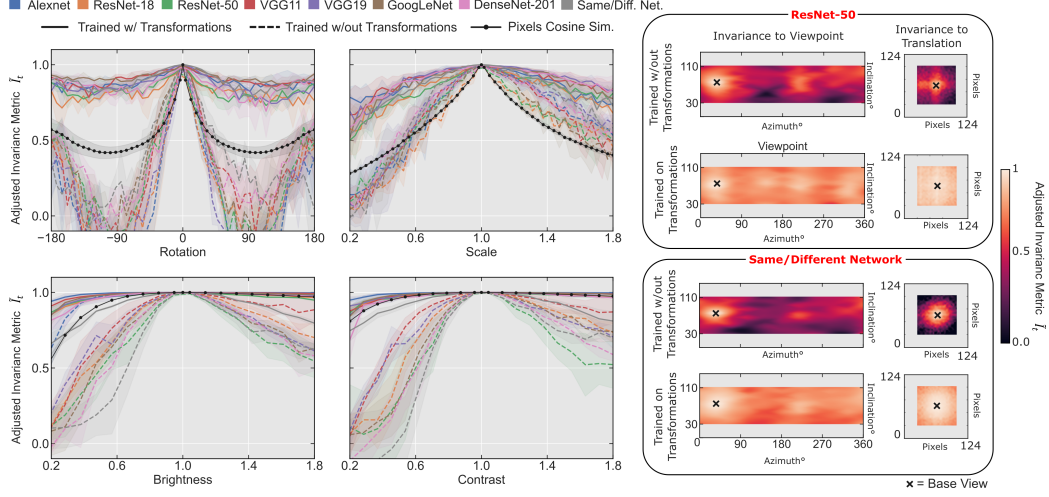 Alexnet ResNet-18 ResNet-50 VGG11 VGG19 GoogLeNet DenseNet-201 Same/Diff. Net.
Trained w/ Transformations Trained w/out Transformations Pixels Cosine Sim.
Adjusted Invarianc Metric Ĩt
1.0
0.5
0.0
−180 −90 0 90 180
Rotation
0.2 0.6 1.0 1.4 1.8
Scale
Adjusted Invarianc Metric Ĩt
1.0
0.5
0.0
0.2 0.6 1.0 1.4 1.8
Brightness
0.2 0.6 1.0 1.4 1.8
Contrast
ResNet-50
Invariance to Viewpoint
Invariance to
Translation
Trained w/out
Transformations
110
30
Azimuth°
360
Inclination°
124
0
Pixels
Pixels 124
Trained on
Transformations
Viewpoint
110
30
0 90 180 270 360
Azimuth°
Inclination°
124
0
Pixels
Pixels
124
Same/Different Network
Trained w/out
Transformations
110
30
Azimuth°
Inclination°
124
0
Pixels
Trained on
Transformations
110
30
0 90 180 270 360
Azimuth°
Inclination°
124
0
Pixels
Pixels
124
1
0.5
0.0
Adjusted Invarianc Metric Ĩt
× = Base View